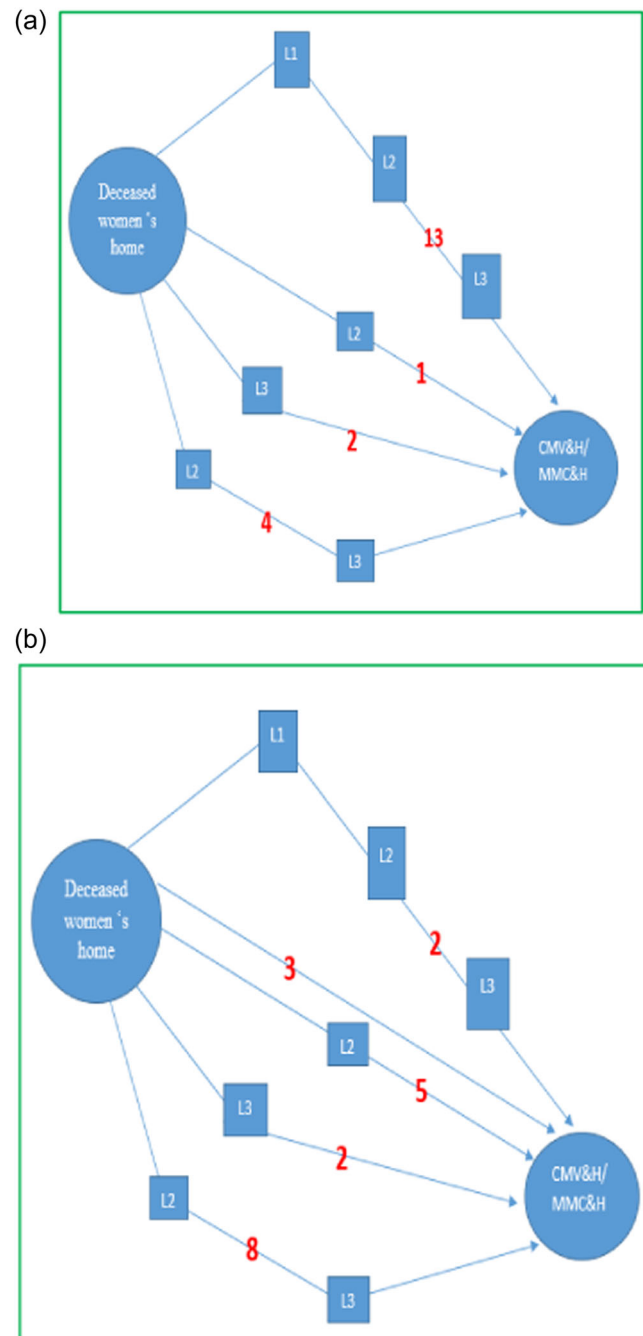 (a)
L1
L2
Deceased
women ‘s
home
13
L3
L2
1
L3
2
CMV&H/
MMC&H
L2
4
L3
(b)
L1
L2
Deceased
women ‘s
home
2
3
L3
L2
5
L3
2
CMV&H/
MMC&H
L2
8
L3